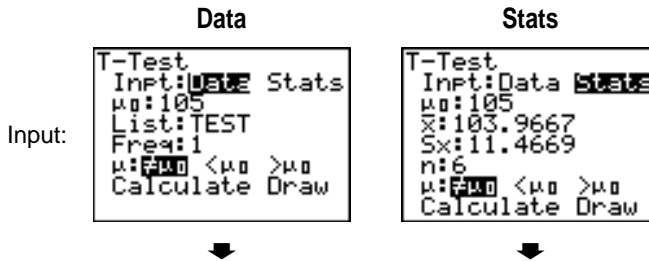 Data
Stats
T-Test
Inpt:Data Stats
μ₀:105
List:TEST
Freq:1
μ:≠μ₀ <μ₀ >μ₀
Calculate Draw
Input:
T-Test
Inpt:Data Stats
μ₀:105
x̄:103.9667
Sx:11.4669
n:6
μ:≠μ₀ <μ₀ >μ₀
Calculate Draw